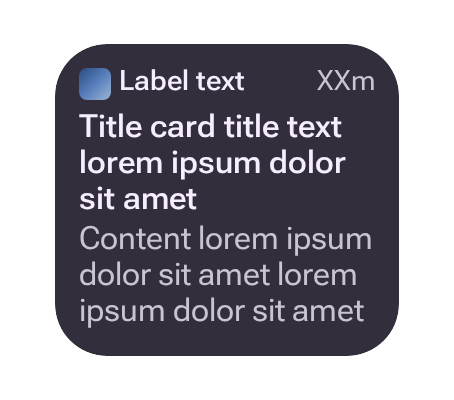 Label text XXm
Title card title text
lorem ipsum dolor
sit amet
Content lorem ipsum
dolor sit amet lorem
ipsum dolor sit amet